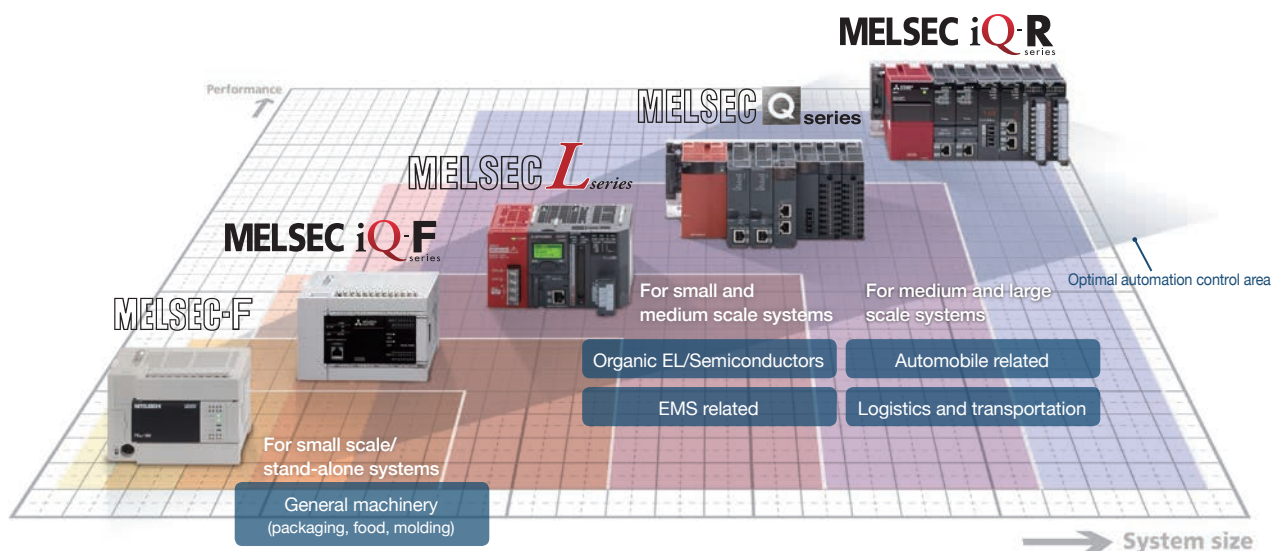 MELSEC iQ-R
series
Performance
MELSEC Q series
MELSEC L series
MELSEC iQ-F
series
Optimal automation control area
For small and
medium scale systems
For medium and large
scale systems
MELSEC-F
Organic EL/Semiconductors
Automobile related
EMS related
Logistics and transportation
MITSUBISHI
For small scale/
stand-alone systems
General machinery
(packaging, food, molding)
System size